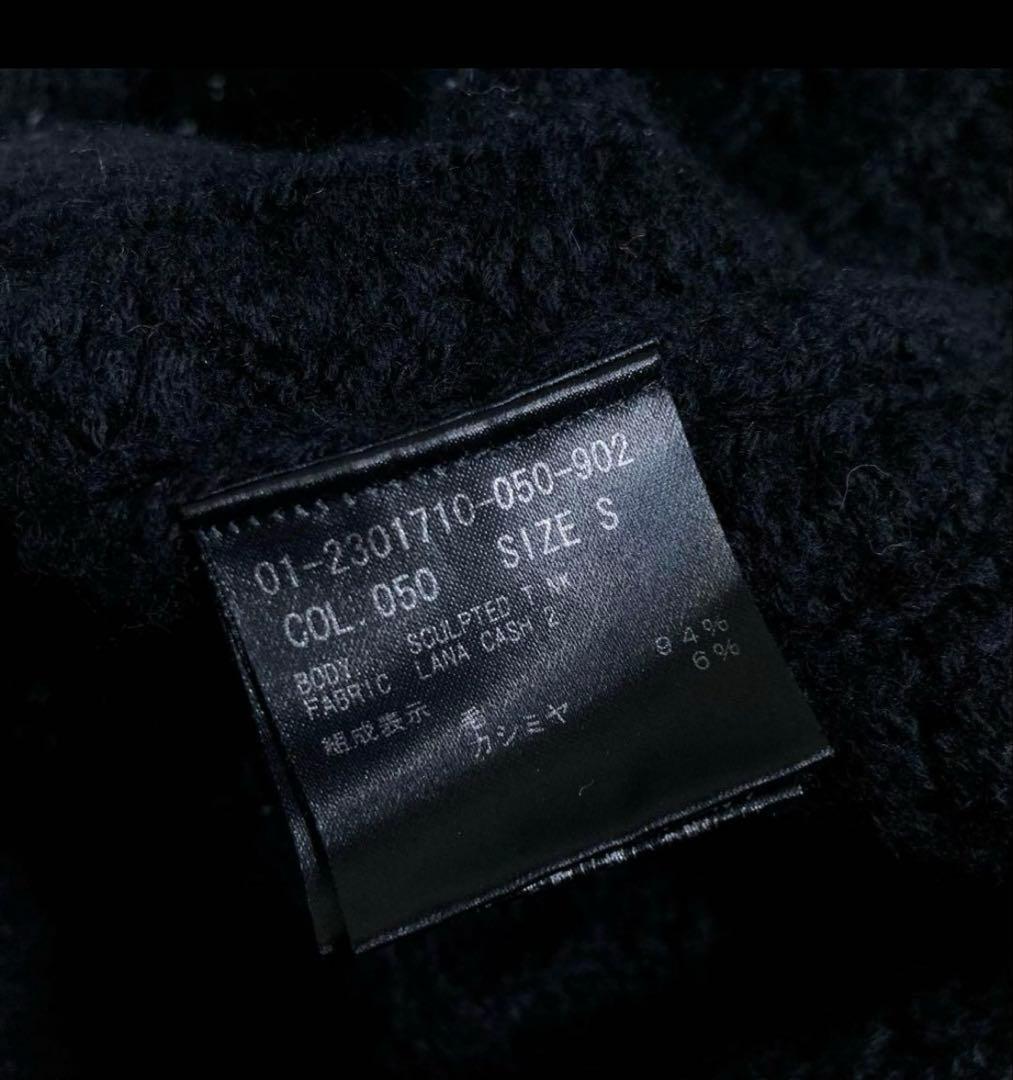 01-2301710-050-902
COL. 050 SIZE S
BODY SCULPTED T NK
FABRIC LANA CASH 2
組成表示 毛 94%
カシミヤ 6%